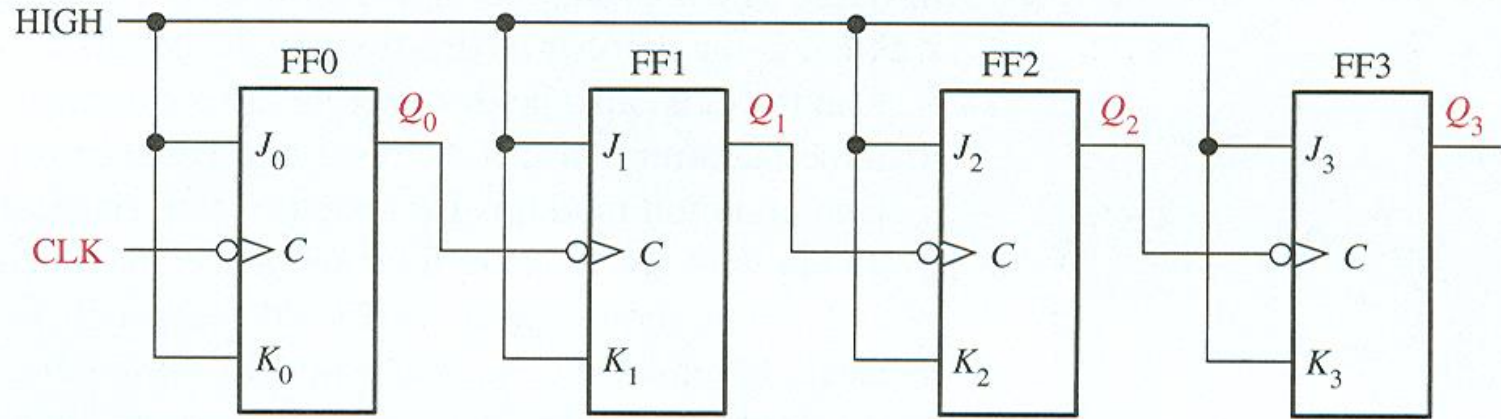 HIGH
FF0 FF1 FF2 FF3
Q0 Q1 Q2 Q3
J0 J1 J2 J3
CLK C C C C
K0 K1 K2 K3